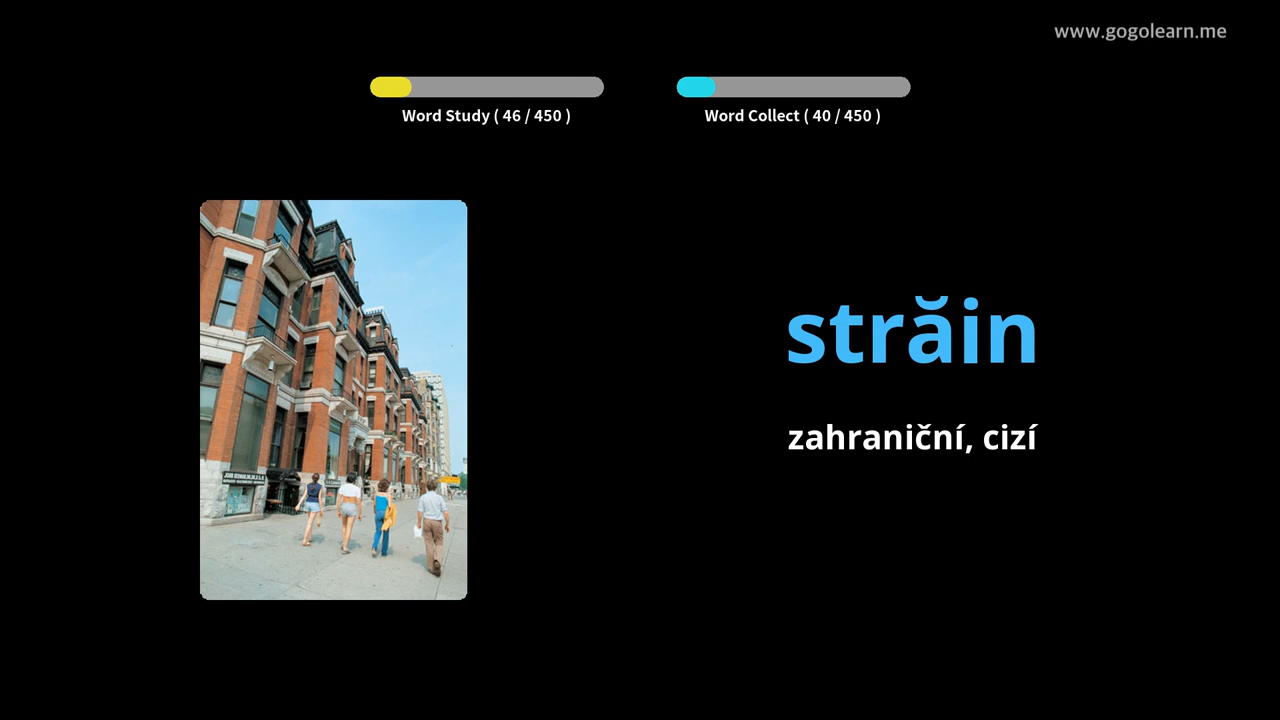 www.gogolearn.me
Word Study ( 46 / 450 )
Word Collect ( 40 / 450 )
străin
zahraniční, cizí